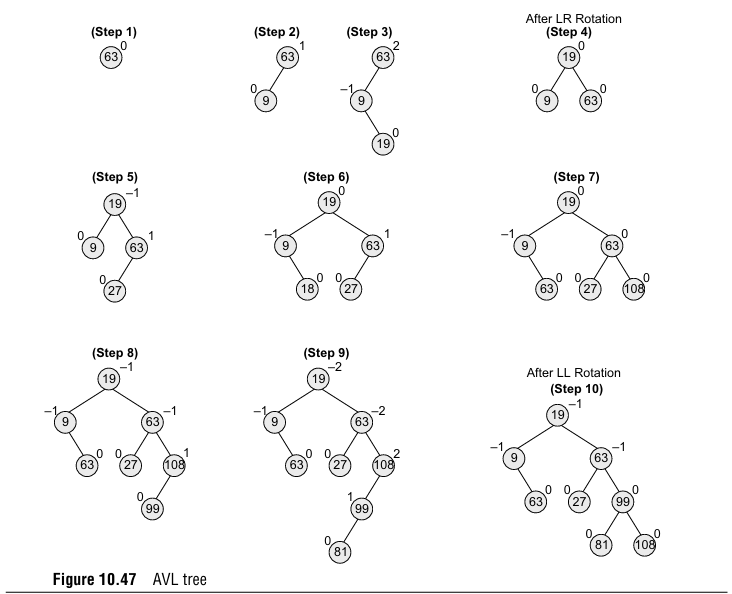 (Step 1)
63 0
(Step 2)
63 1
0 9
(Step 3)
63 2
–1 9
19 0
After LR Rotation
(Step 4)
19 0
0 9 63 0
(Step 5)
19 –1
0 9 63 1
0 27
(Step 6)
19 0
–1 9 63 1
18 0 0 27
(Step 7)
19 0
–1 9 63 0
63 0 0 27 108 0
(Step 8)
19 –1
–1 9 63 –1
63 0 0 27 108 1
0 99
(Step 9)
19 –2
–1 9 63 –2
63 0 0 27 108 2
1 99
0 81
After LL Rotation
(Step 10)
19 –1
–1 9 63 –1
63 0 0 27 99 0
0 81 108 0
Figure 10.47 AVL tree